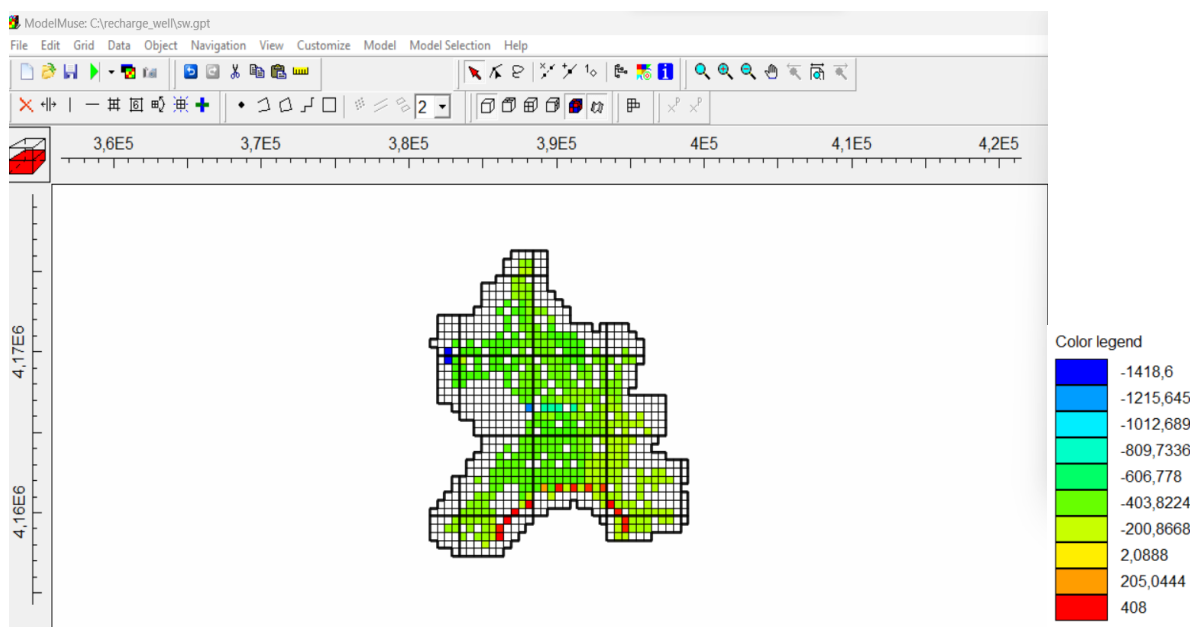 ModelMuse: C:\recharge_well\sw.gpt
File Edit Grid Data Object Navigation View Customize Model Model Selection Help
2
3,6E5 3,7E5 3,8E5 3,9E5 4E5 4,1E5 4,2E5
4,17E6
4,16E6
Color legend
-1418,6
-1215,645
-1012,689
-809,7336
-606,778
-403,8224
-200,8668
2,0888
205,0444
408